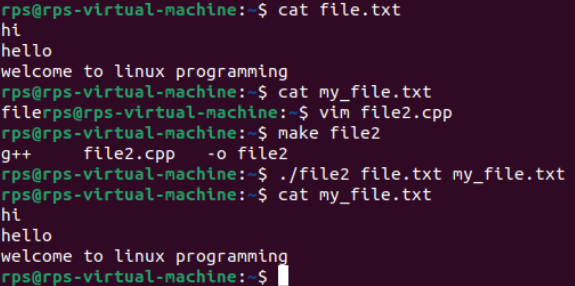 rps@rps-virtual-machine:~$ cat file.txt
hi
hello
welcome to linux programming
rps@rps-virtual-machine:~$ cat my_file.txt
filerps@rps-virtual-machine:~$ vim file2.cpp
rps@rps-virtual-machine:~$ make file2
g++     file2.cpp   -o file2
rps@rps-virtual-machine:~$ ./file2 file.txt my_file.txt
rps@rps-virtual-machine:~$ cat my_file.txt
hi
hello
welcome to linux programming
rps@rps-virtual-machine:~$